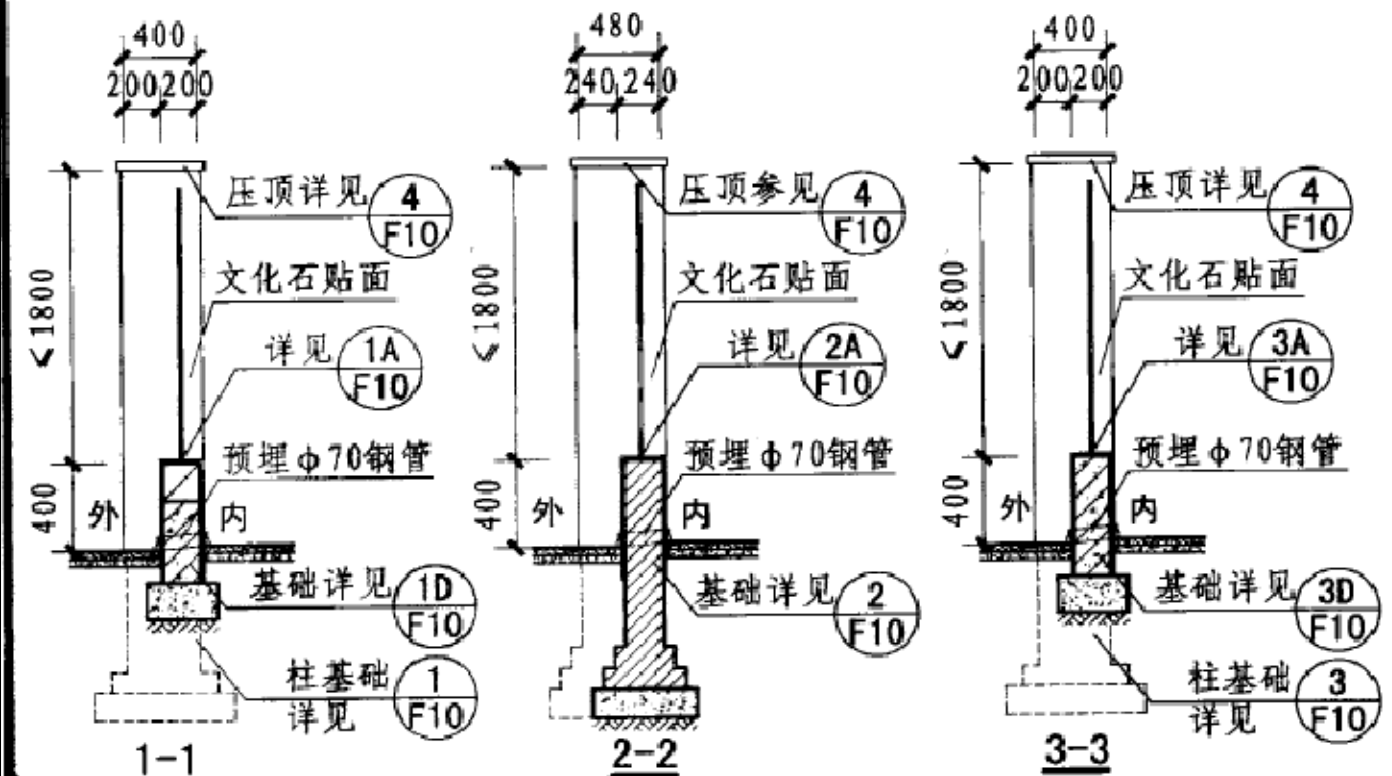 400
200 200
压顶详见 4
F10
文化石贴面
≤1800
详见 1A
F10
预埋φ70钢管
400
外 内
基础详见 1D
F10
柱基础 1
详见 F10
1-1
480
240 240
压顶参见 4
F10
文化石贴面
≤1800
详见 2A
F10
预埋φ70钢管
400
外 内
基础详见 2
F10
2-2
400
200 200
压顶详见 4
F10
文化石贴面
≤1800
详见 3A
F10
预埋φ70钢管
400
外 内
基础详见 3D
F10
柱基础 3
详见 F10
3-3